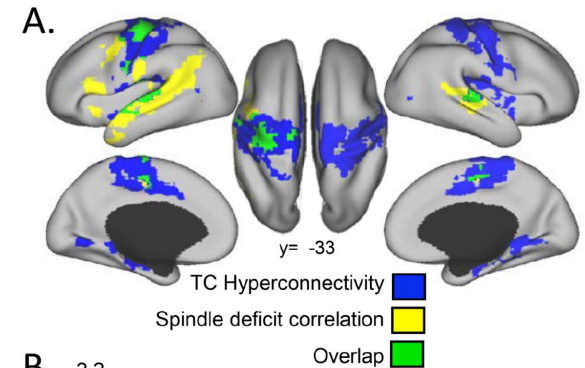 A.
y= -33
TC Hyperconnectivity
Spindle deficit correlation
Overlap
B